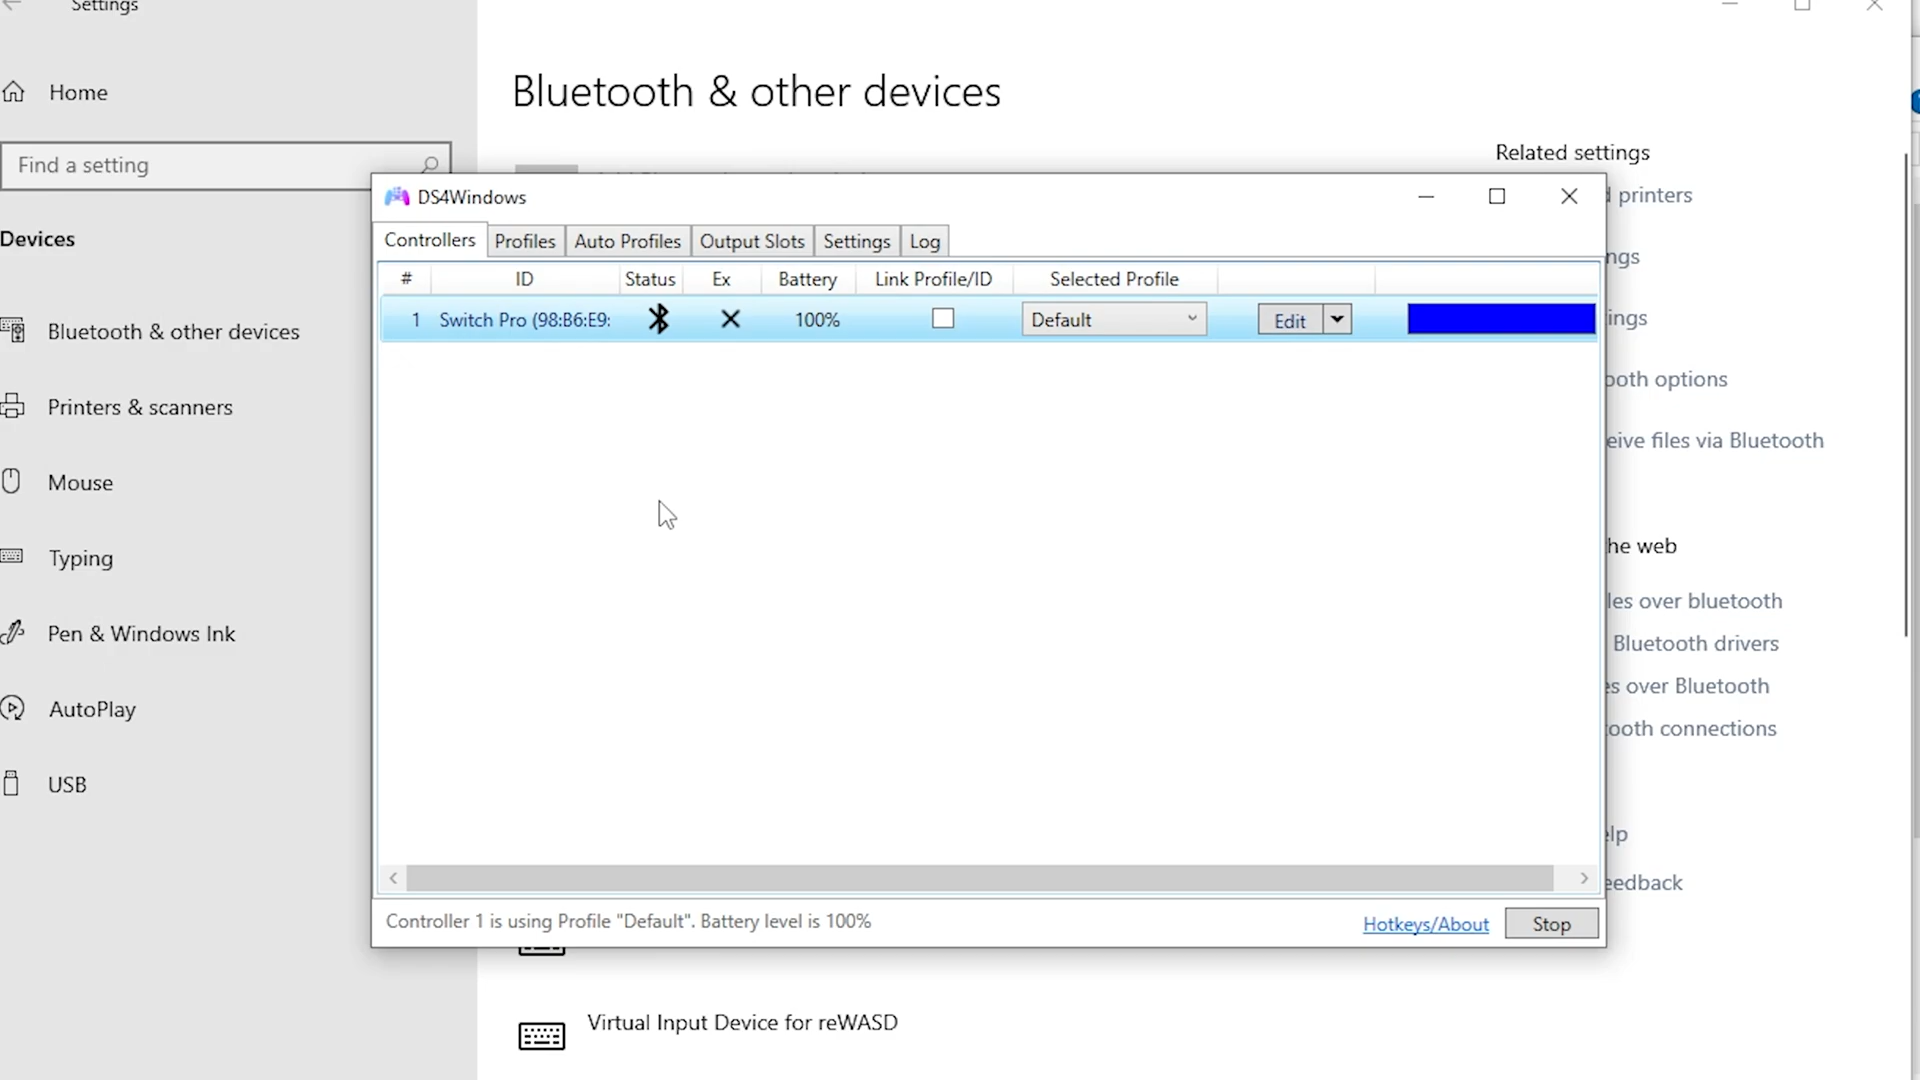 Settings
Home
Find a setting
Devices
Bluetooth & other devices
Printers & scanners
Mouse
Typing
Pen & Windows Ink
AutoPlay
USB
Bluetooth & other devices
DS4Windows
Controllers Profiles Auto Profiles Output Slots Settings Log
# ID Status Ex Battery Link Profile/ID Selected Profile
1 Switch Pro (98:B6:E9: 100% Default Edit
Controller 1 is using Profile "Default". Battery level is 100%
Hotkeys/About Stop
Virtual Input Device for reWASD
Related settings
printers
ngs
ings
ooth options
eive files via Bluetooth
he web
les over bluetooth
Bluetooth drivers
es over Bluetooth
ooth connections
elp
eedback